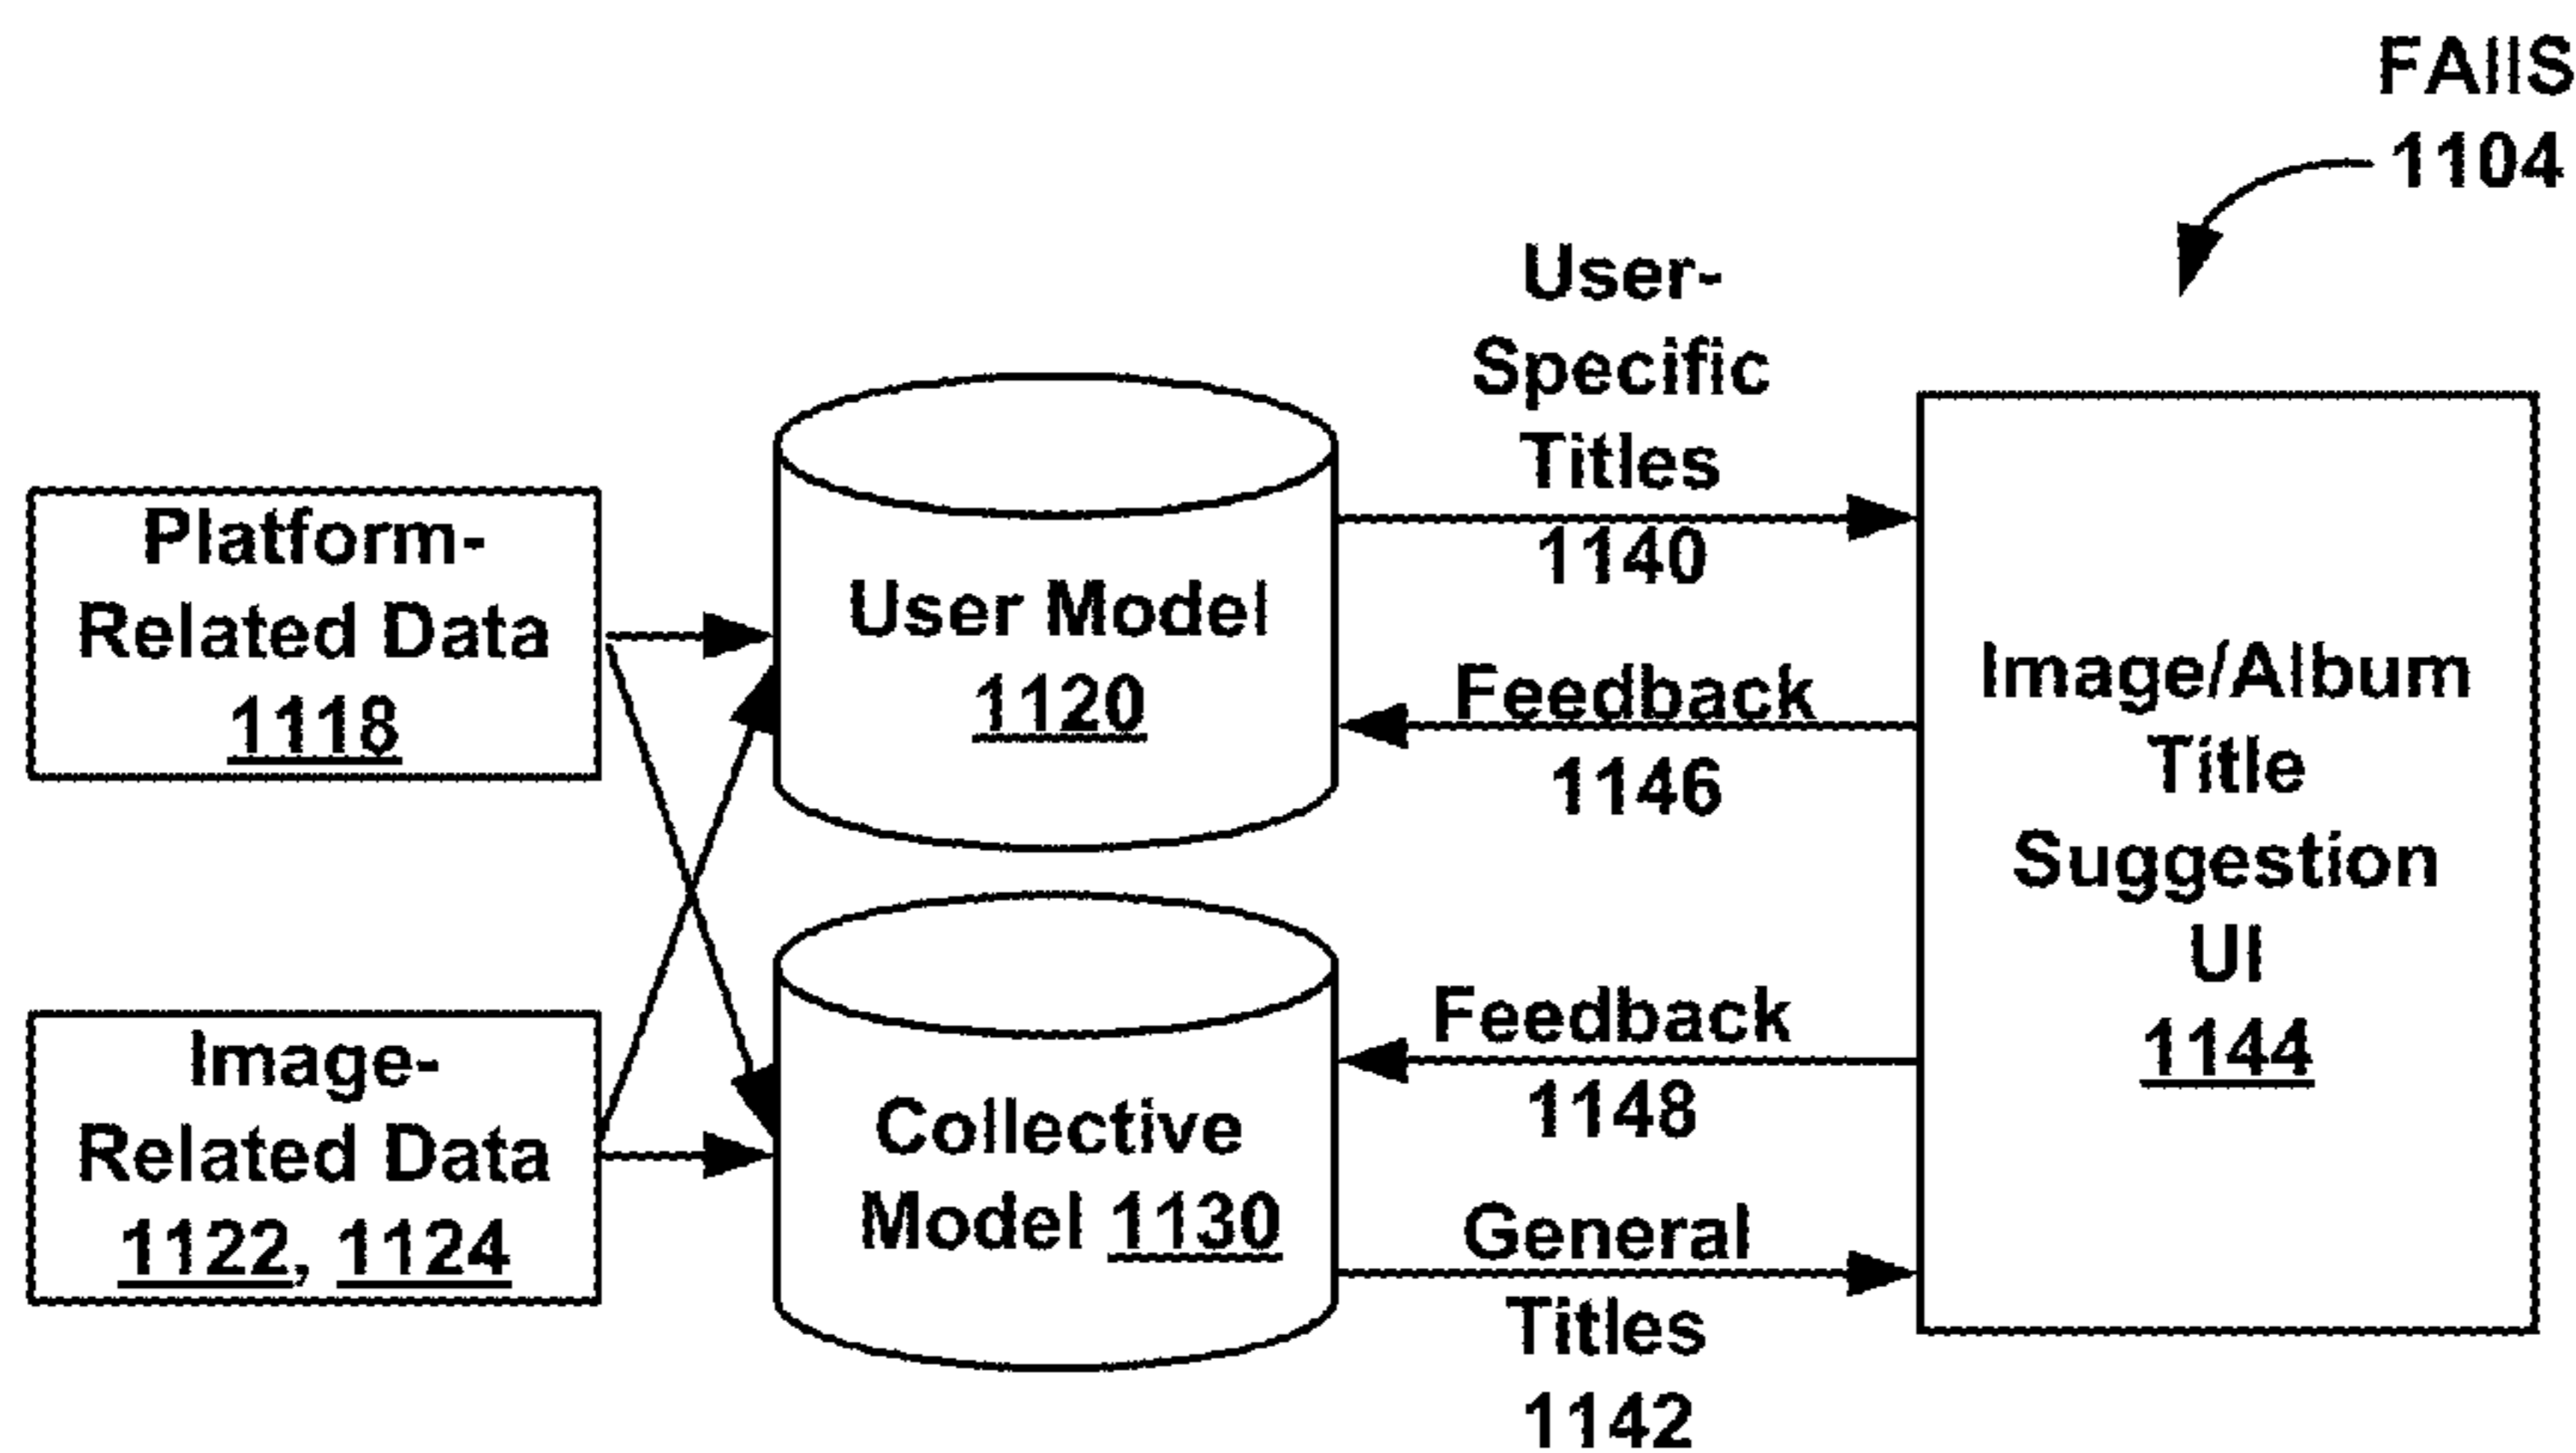 FAIIS
1104
User-
Specific
Titles
1140
Platform-
Related Data
1118
User Model
1120
Feedback
1146
Image/Album
Title
Suggestion
UI
1144
Image-
Related Data
1122, 1124
Collective
Model 1130
Feedback
1148
General
Titles
1142